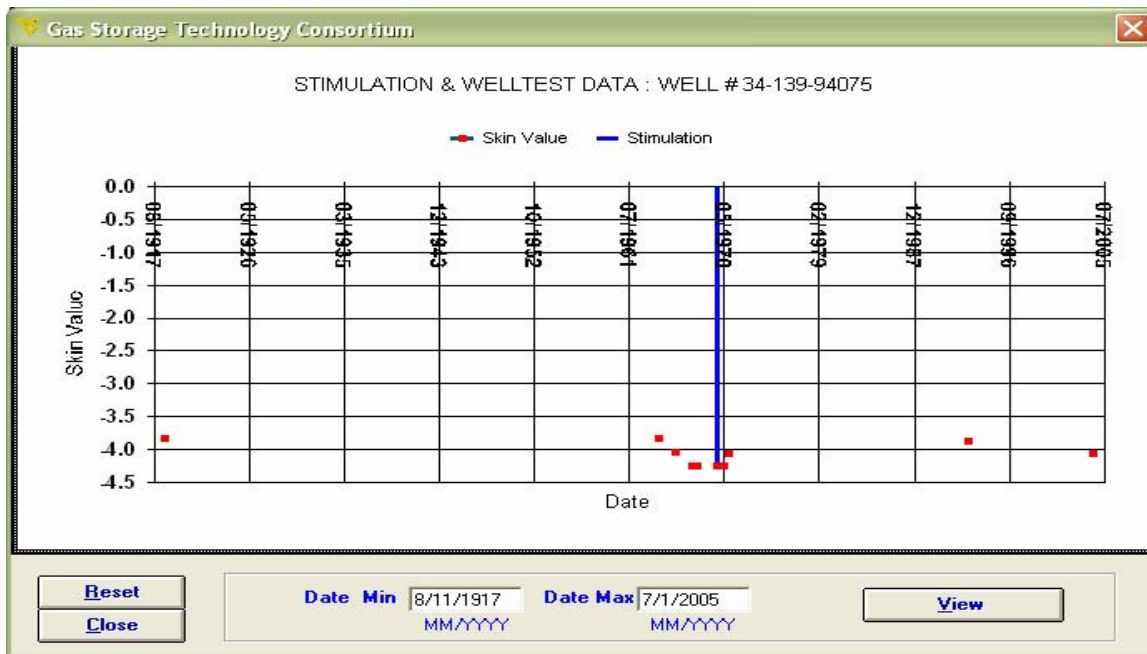 Gas Storage Technology Consortium
STIMULATION & WELLTEST DATA : WELL # 34-139-94075
Skin Value Stimulation
0.0
-0.5
-1.0
-1.5
-2.0
-2.5
-3.0
-3.5
-4.0
-4.5
Skin Value
08/1917 05/1926 03/1935 12/1943 10/1952 07/1961 05/1970 02/1979 12/1987 09/1996 07/2005
Date
Reset
Close
Date Min 8/11/1917 Date Max 7/1/2005 View
MM/YYYY MM/YYYY